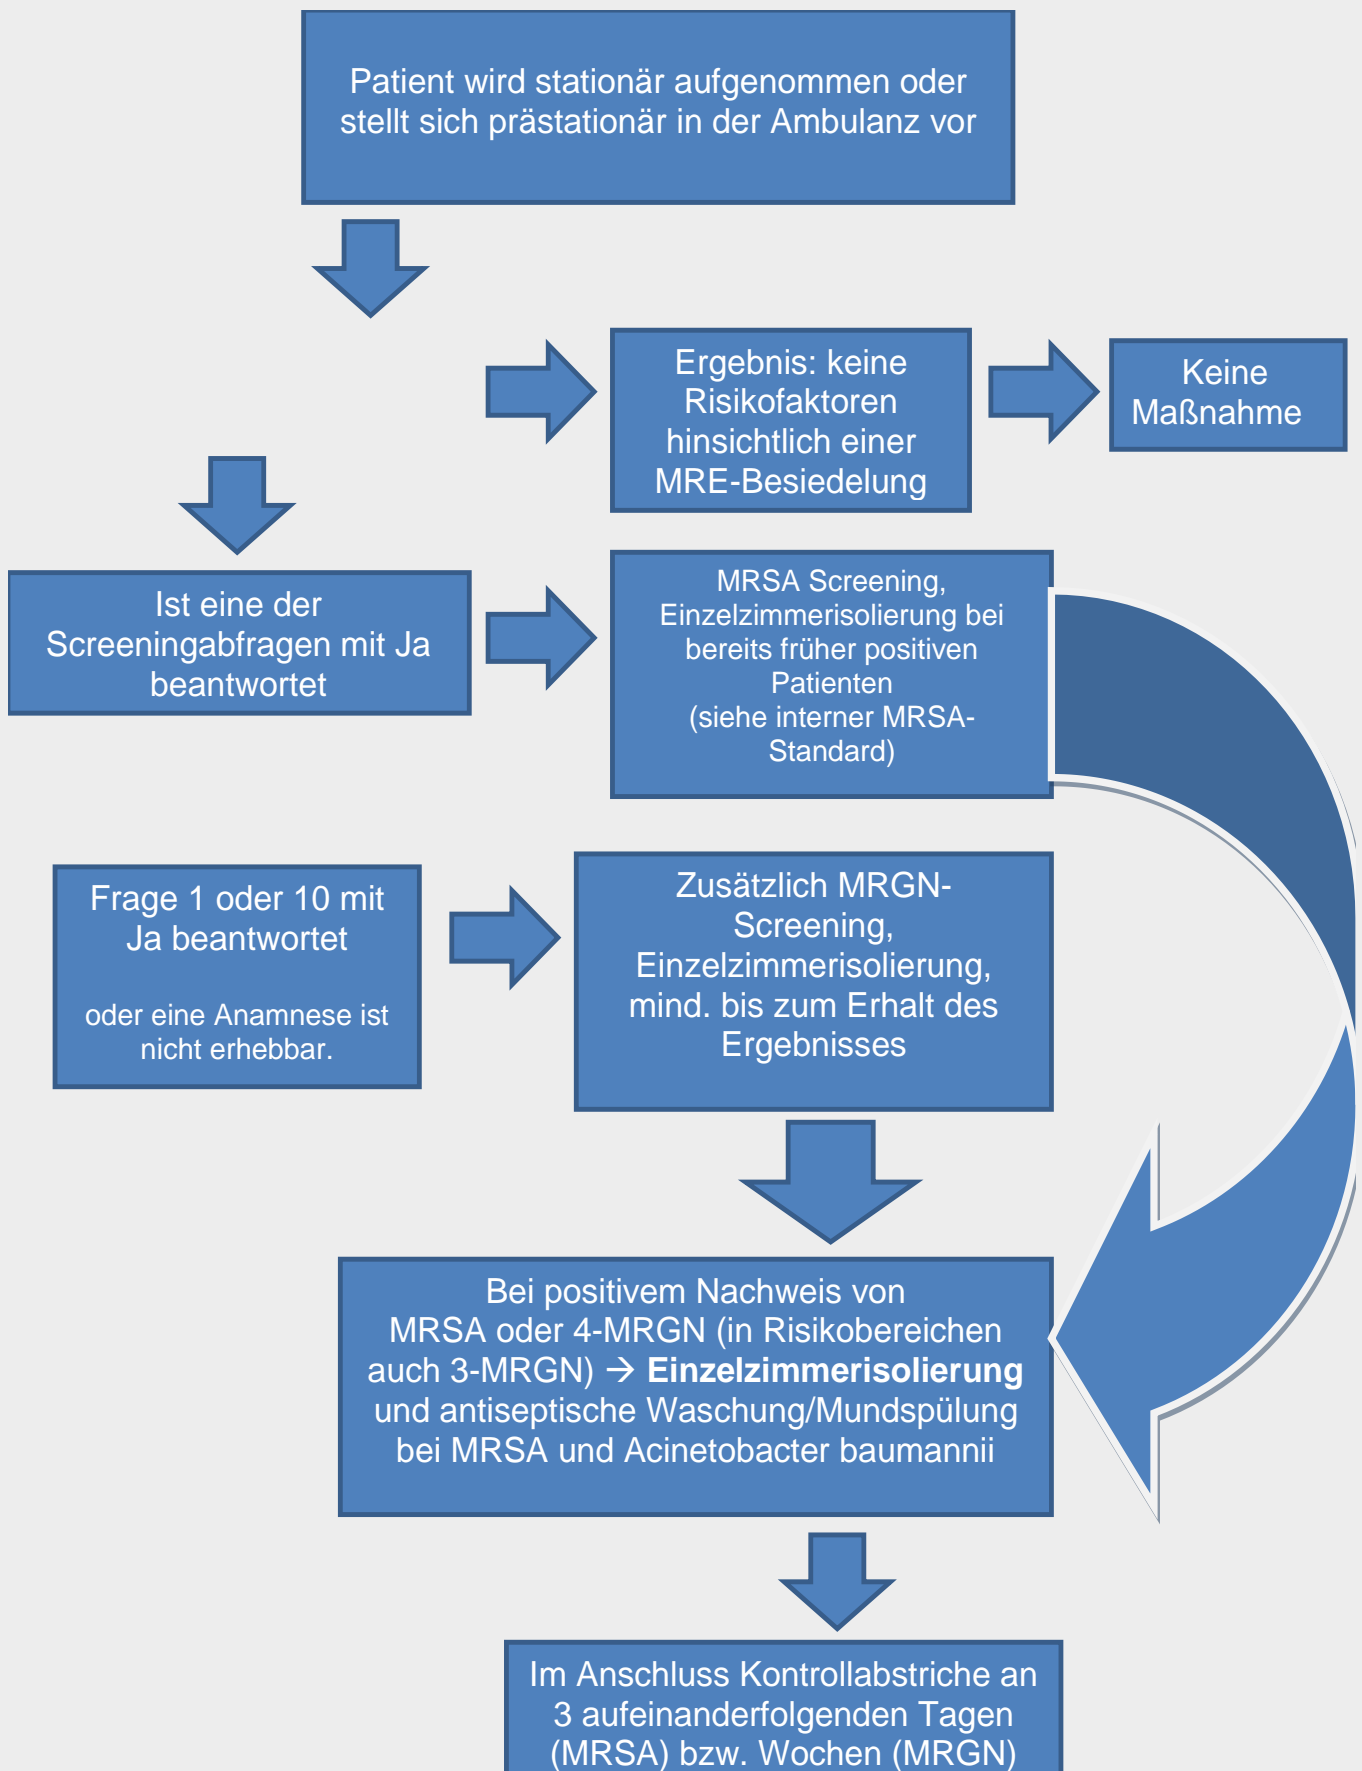 Patient wird stationär aufgenommen oder
stellt sich prästationär in der Ambulanz vor
Ergebnis: keine
Risikofaktoren
hinsichtlich einer
MRE-Besiedelung
Keine
Maßnahme
Ist eine der
Screeningabfragen mit Ja
beantwortet
MRSA Screening,
Einzelzimmerisolierung bei
bereits früher positiven
Patienten
(siehe interner MRSA-
Standard)
Frage 1 oder 10 mit
Ja beantwortet
oder eine Anamnese ist
nicht erhebbar.
Zusätzlich MRGN-
Screening,
Einzelzimmerisolierung,
mind. bis zum Erhalt des
Ergebnisses
Bei positivem Nachweis von
MRSA oder 4-MRGN (in Risikobereichen
auch 3-MRGN) → Einzelzimmerisolierung
und antiseptische Waschung/Mundspülung
bei MRSA und Acinetobacter baumannii
Im Anschluss Kontrollabstriche an
3 aufeinanderfolgenden Tagen
(MRSA) bzw. Wochen (MRGN)